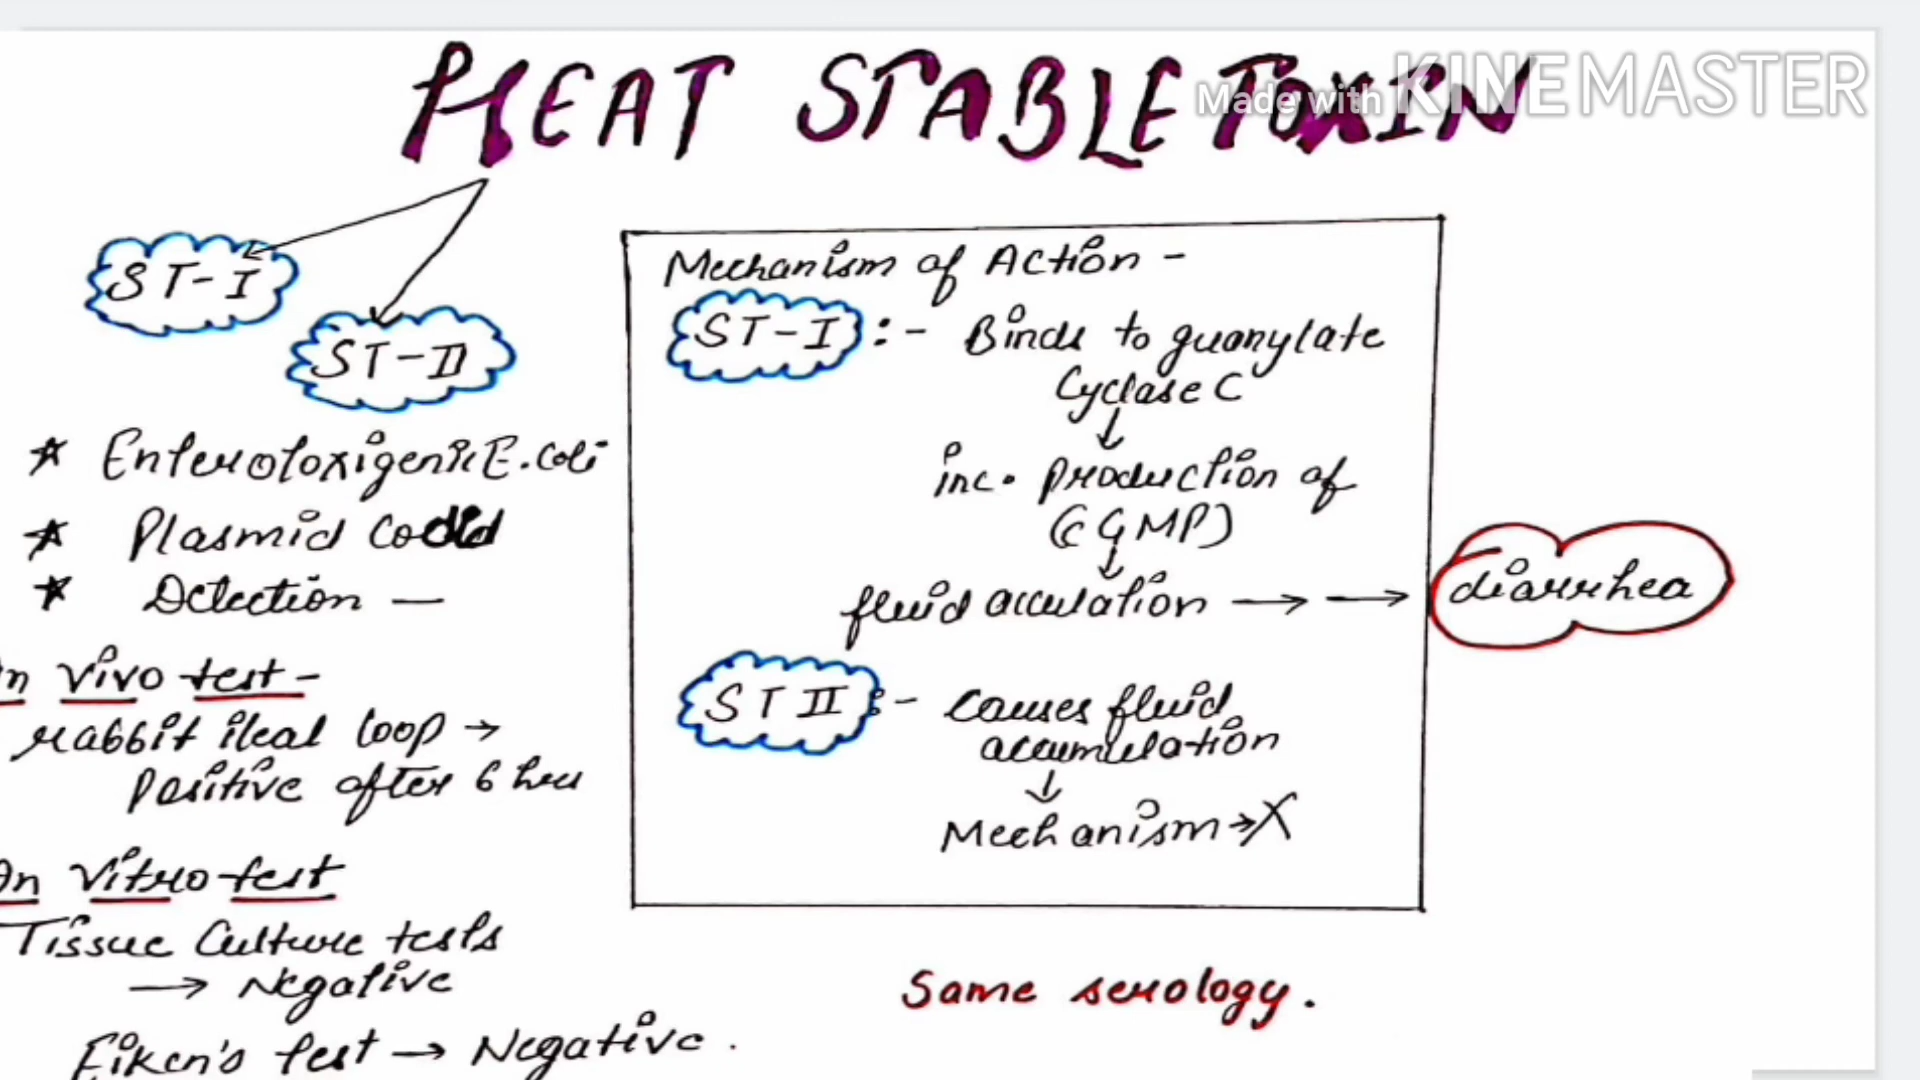 HEAT STABLE TOXIN
Made with KINEMASTER
ST-I
ST-II
★ Enterotoxigenic E.coli
★ Plasmid coded
★ Detection —
In Vivo test -
rabbit ileal loop →
Positive after 6 hrs
In Vitro test
Tissue Culture tests
→ Negative
Eiken's test → Negative.
Mechanism of Action -
ST-I :- Binds to guanylate
Cyclase C
↓
inc. production of
(cGMP)
↓
fluid acculation → → diarrhea
ST II :- Causes fluid
accumulation
↓
Mechanism → X
Same serology.